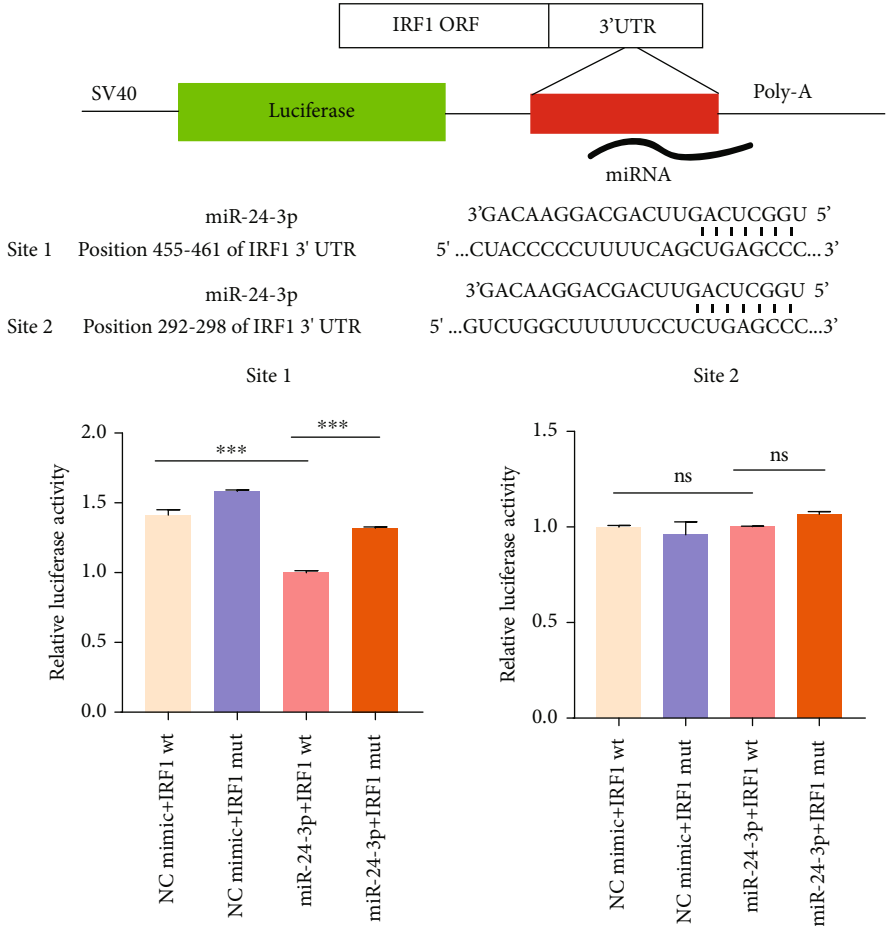 IRF1 ORF 3'UTR
SV40 Luciferase Poly-A
miRNA
miR-24-3p 3'GACAAGGACGACUUGACUCGGU 5'
Site 1 Position 455-461 of IRF1 3' UTR 5' ...CUACCCCCUUUUCAGCUGAGCCC...3'
miR-24-3p 3'GACAAGGACGACUUGACUCGGU 5'
Site 2 Position 292-298 of IRF1 3' UTR 5' ...GUCUGGCUUUUUCCUCUGAGCCC...3'
Site 1
Relative luciferase activity
2.0
1.5
1.0
0.5
0.0
***
***
NC mimic+IRF1 wt
NC mimic+IRF1 mut
miR-24-3p+IRF1 wt
miR-24-3p+IRF1 mut
Site 2
Relative luciferase activity
1.5
1.0
0.5
0.0
ns
ns
NC mimic+IRF1 wt
NC mimic+IRF1 mut
miR-24-3p+IRF1 wt
miR-24-3p+IRF1 mut